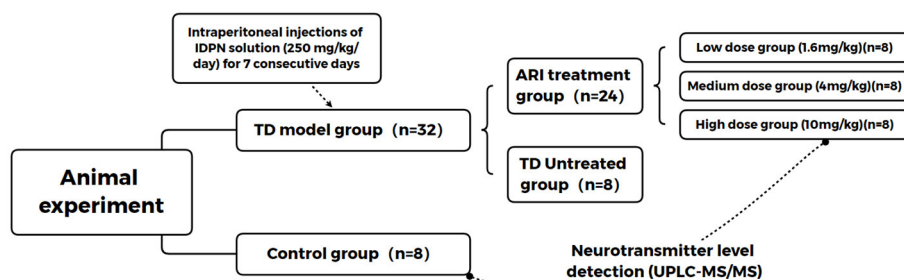 Intraperitoneal injections of
IDPN solution (250 mg/kg/
day) for 7 consecutive days
ARI treatment
group（n=24）
Low dose group (1.6mg/kg)(n=8)
Medium dose group (4mg/kg)(n=8)
High dose group (10mg/kg)(n=8)
TD model group（n=32）
TD Untreated
group（n=8）
Animal
experiment
Control group（n=8）
Neurotransmitter level
detection (UPLC-MS/MS)